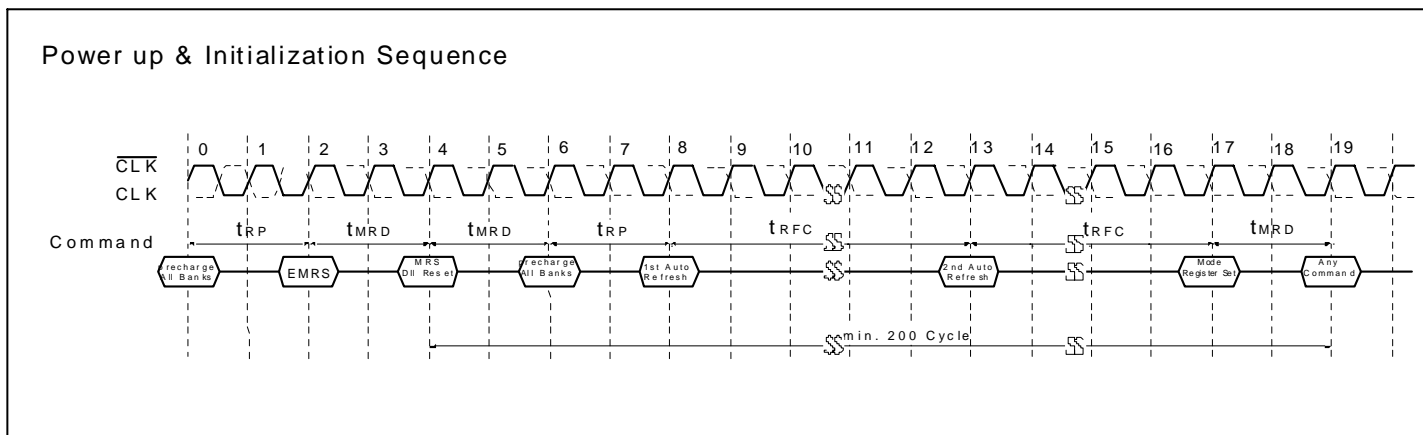 Power up & Initialization Sequence
0 1 2 3 4 5 6 7 8 9 10 11 12 13 14 15 16 17 18 19
CLK
CLK
tRP tMRD tMRD tRP tRFC tRFC tMRD
Command
precharge All Banks
EMRS
MRS Dll Reset
precharge All Banks
1st Auto Refresh
2nd Auto Refresh
Mode Register Set
Any Command
min. 200 Cycle